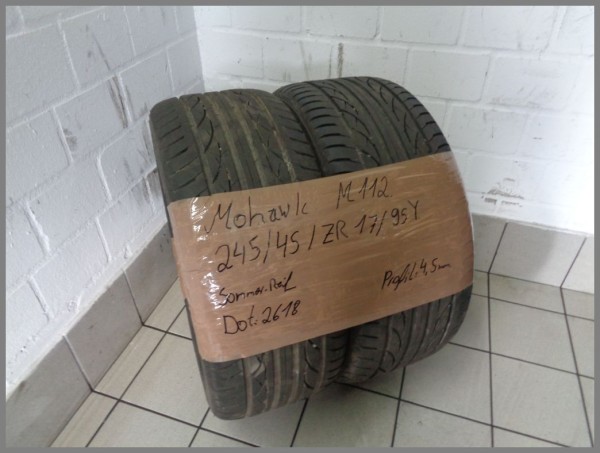 Mohawk M112
245/45/ZR 17/95Y
Sommer.Reif Profil:4,5mm
Dot:2618